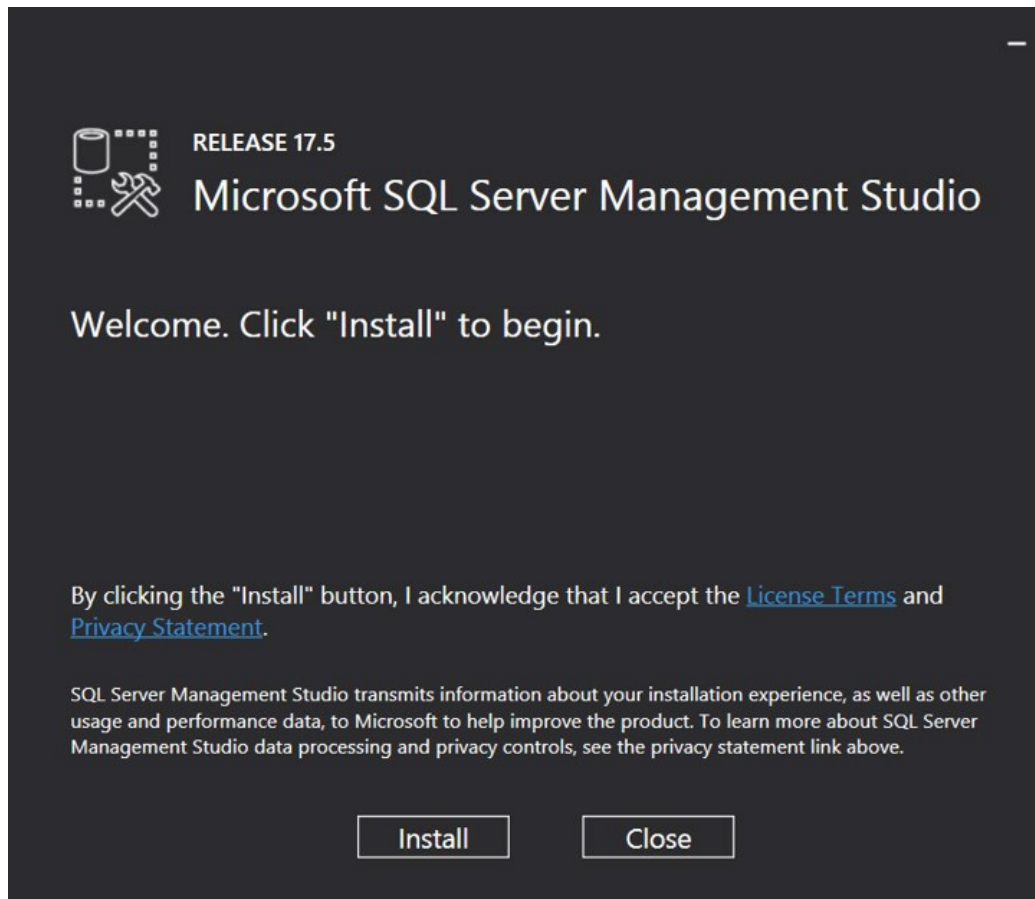 RELEASE 17.5
Microsoft SQL Server Management Studio
Welcome. Click "Install" to begin.
By clicking the "Install" button, I acknowledge that I accept the License Terms and
Privacy Statement.
SQL Server Management Studio transmits information about your installation experience, as well as other
usage and performance data, to Microsoft to help improve the product. To learn more about SQL Server
Management Studio data processing and privacy controls, see the privacy statement link above.
Install
Close